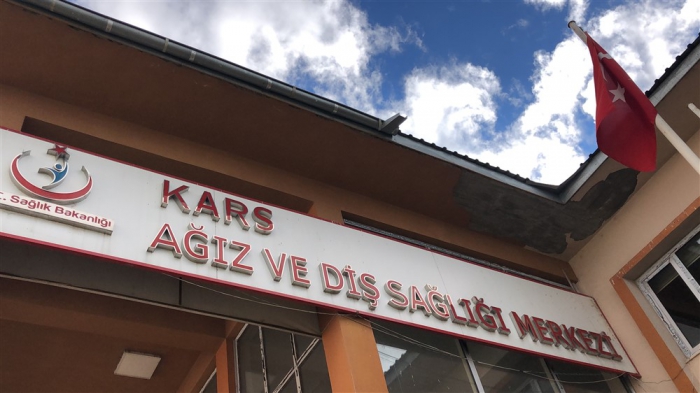 T.C. Sağlık Bakanlığı
KARS
AĞIZ VE DİŞ SAĞLIĞI MERKEZİ